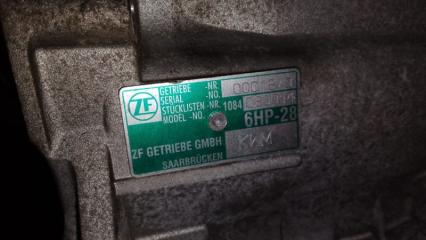 ZF
GETRIEBE -NR.
SERIAL -NO.
STÜCKLISTEN -NR. 1084
MODEL -NO.
6HP-28
ZF GETRIEBE GMBH
SAARBRÜCKEN